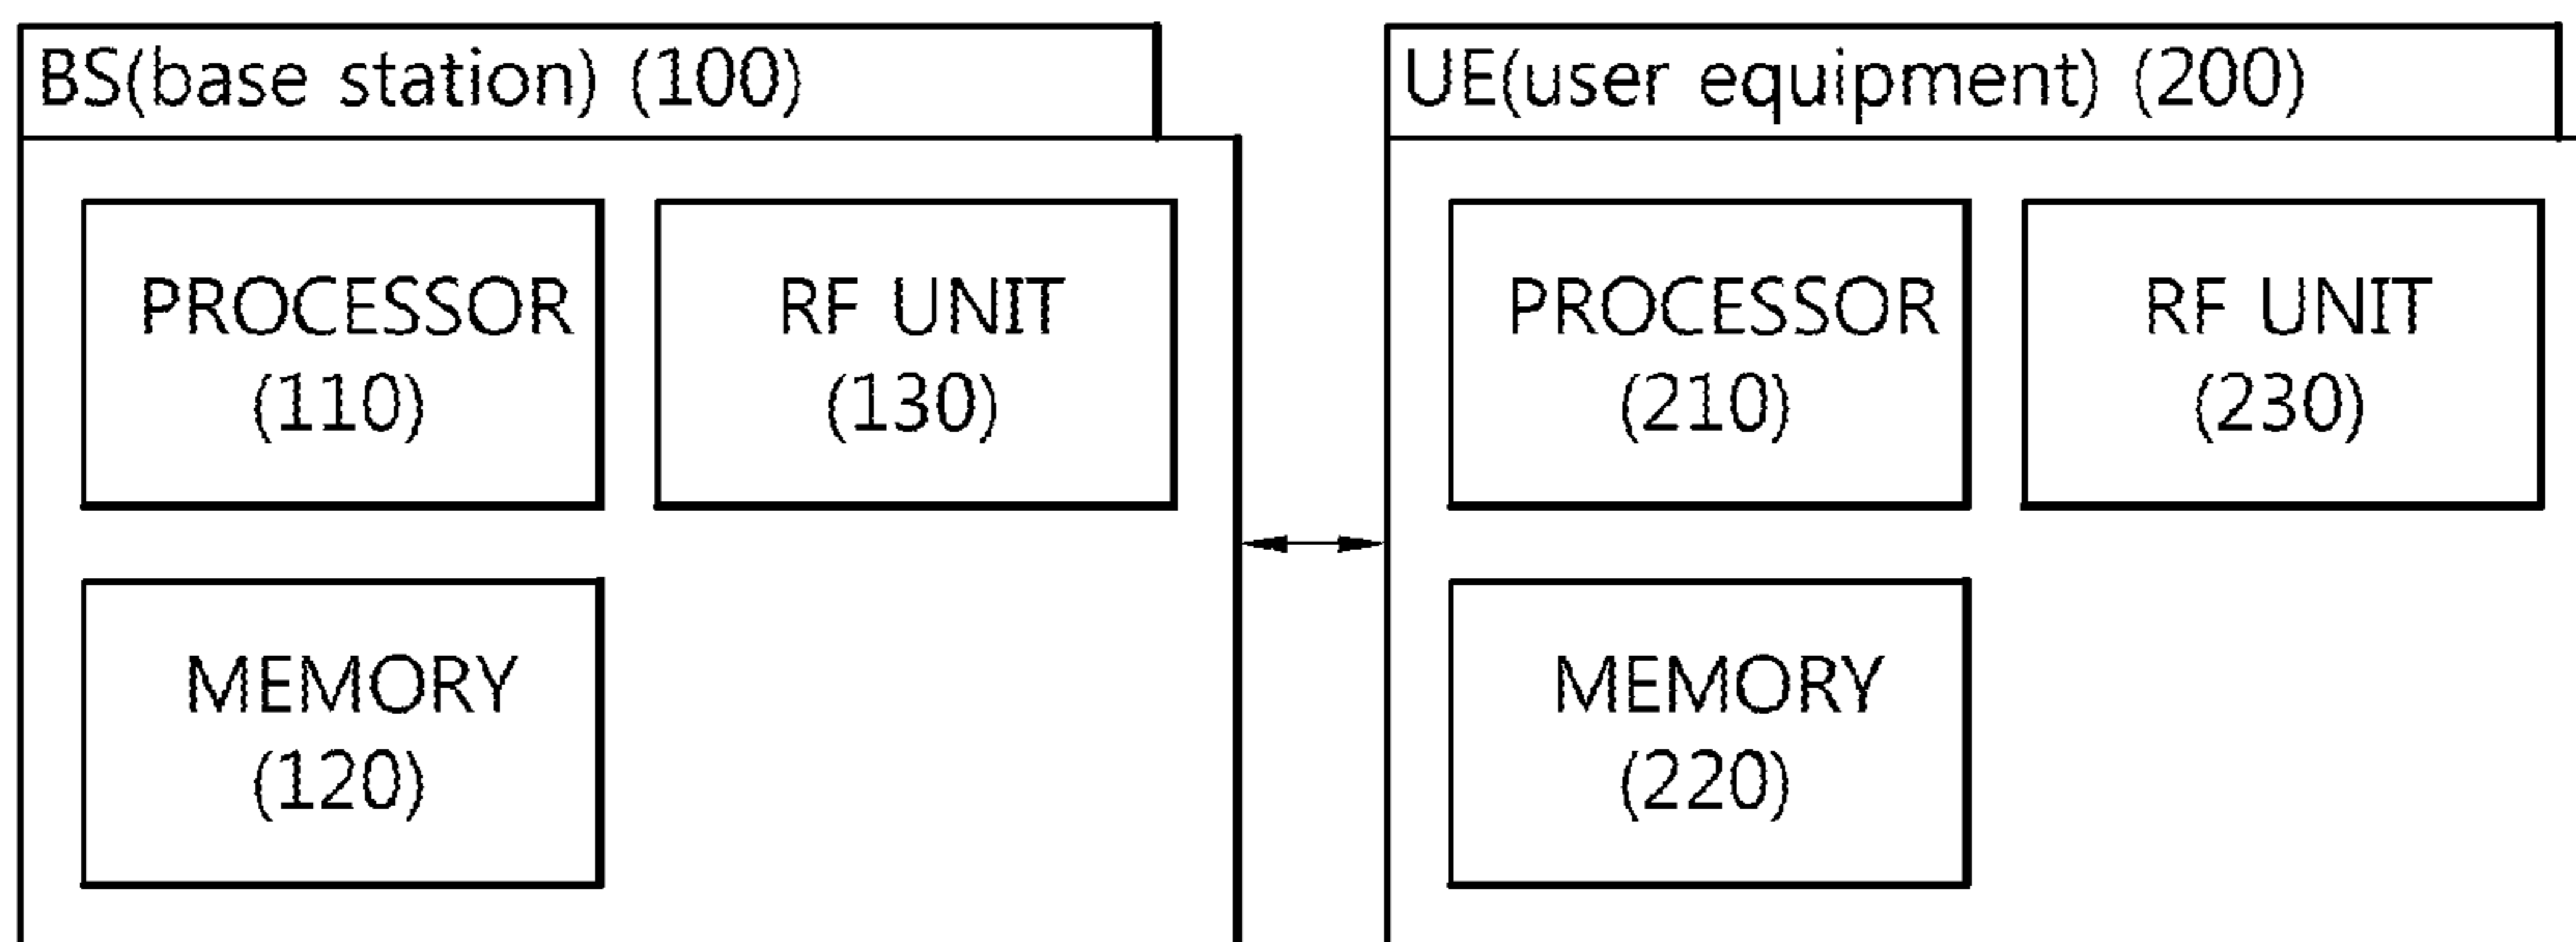 BS(base station) (100)
PROCESSOR
(110)
RF UNIT
(130)
MEMORY
(120)
UE(user equipment) (200)
PROCESSOR
(210)
RF UNIT
(230)
MEMORY
(220)